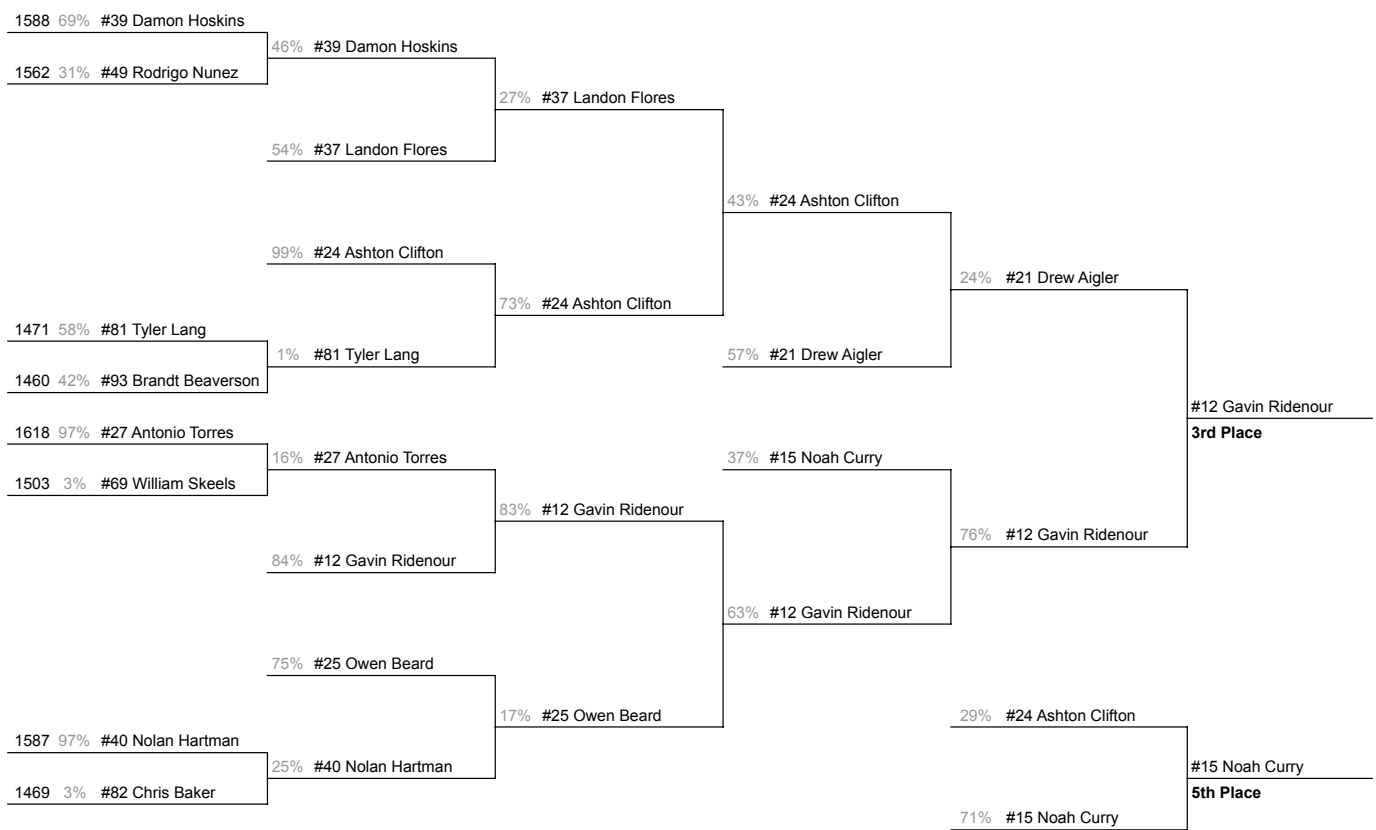 1588 69% #39 Damon Hoskins
46% #39 Damon Hoskins
1562 31% #49 Rodrigo Nunez
27% #37 Landon Flores
54% #37 Landon Flores
43% #24 Ashton Clifton
99% #24 Ashton Clifton
24% #21 Drew Aigler
73% #24 Ashton Clifton
1471 58% #81 Tyler Lang
1% #81 Tyler Lang
57% #21 Drew Aigler
1460 42% #93 Brandt Beaverson
#12 Gavin Ridenour
3rd Place
1618 97% #27 Antonio Torres
16% #27 Antonio Torres
37% #15 Noah Curry
1503 3% #69 William Skeels
83% #12 Gavin Ridenour
76% #12 Gavin Ridenour
84% #12 Gavin Ridenour
63% #12 Gavin Ridenour
75% #25 Owen Beard
17% #25 Owen Beard
29% #24 Ashton Clifton
1587 97% #40 Nolan Hartman
25% #40 Nolan Hartman
#15 Noah Curry
1469 3% #82 Chris Baker
5th Place
71% #15 Noah Curry